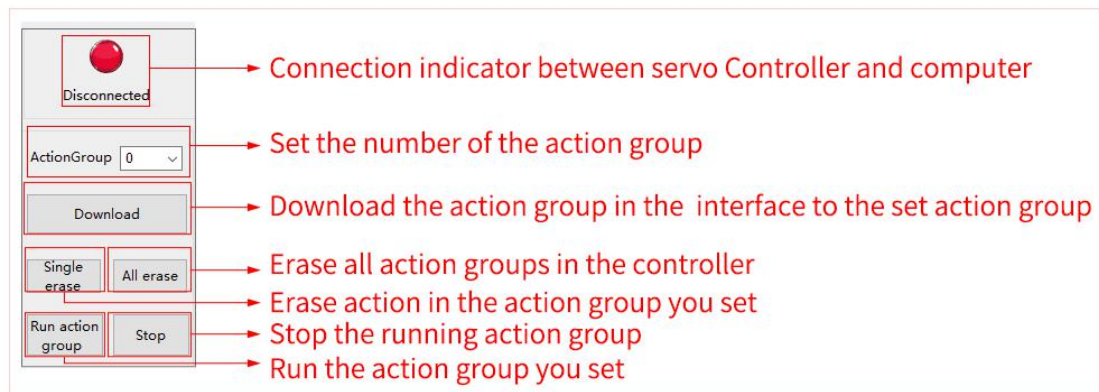 Disconnected
Connection indicator between servo Controller and computer
ActionGroup 0
Set the number of the action group
Download
Download the action group in the interface to the set action group
Single
erase
All erase
Erase all action groups in the controller
Erase action in the action group you set
Run action
group
Stop
Stop the running action group
Run the action group you set